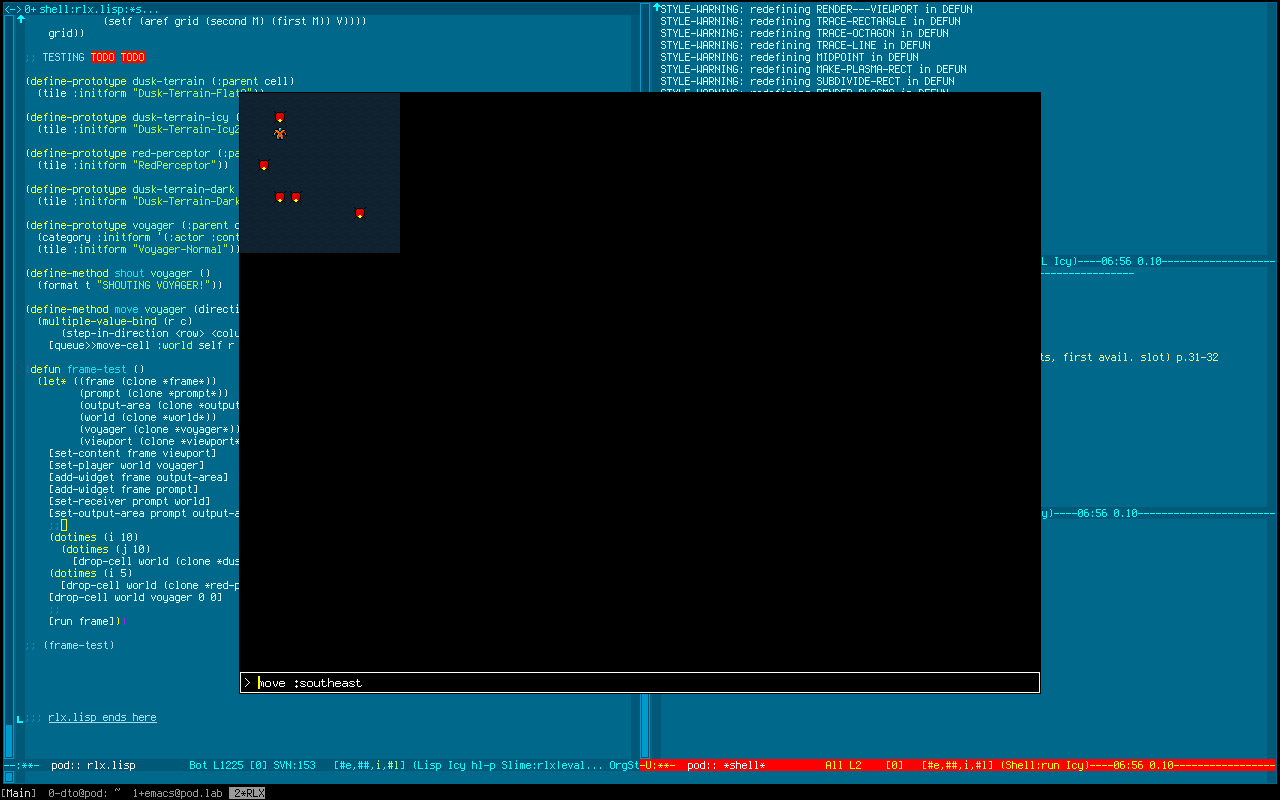 <-> 0+ shell:rlx.lisp:*s...
(setf (aref grid (second M) (first M)) V))))
grid))
;; TESTING TODO TODO
(define-prototype dusk-terrain (:parent cell)
(tile :initform "Dusk-Terrain-Flat
(define-prototype dusk-terrain-icy (
(tile :initform "Dusk-Terrain-Icy2
(define-prototype red-perceptor (:pa
(tile :initform "RedPerceptor"))
(define-prototype dusk-terrain-dark
(tile :initform "Dusk-Terrain-Dark
(define-prototype voyager (:parent c
(category :initform '(:actor :cont
(tile :initform "Voyager-Normal"))
(define-method shout voyager ()
(format t "SHOUTING VOYAGER!"))
(define-method move voyager (directi
(multiple-value-bind (r c)
(step-in-direction <row> <colu
[queue>>move-cell :world self r
defun frame-test ()
(let* ((frame (clone *frame*))
(prompt (clone *prompt*))
(output-area (clone *output
(world (clone *world*))
(voyager (clone *voyager*))
(viewport (clone *viewport*
[set-content frame viewport]
[set-player world voyager]
[add-widget frame output-area]
[add-widget frame prompt]
[set-receiver prompt world]
[set-output-area prompt output-a
;;
(dotimes (i 10)
(dotimes (j 10)
[drop-cell world (clone *dus
(dotimes (i 5)
[drop-cell world (clone *red-p
[drop-cell world voyager 0 0]
;;
[run frame]))
;; (frame-test)
;;; rlx.lisp ends here
--:**- pod:: rlx.lisp Bot L1225 [0] SVN:153 [#e,##,i,#l] (Lisp Icy hl-p Slime:rlx|eval... OrgSt
STYLE-WARNING: redefining RENDER---VIEWPORT in DEFUN
STYLE-WARNING: redefining TRACE-RECTANGLE in DEFUN
STYLE-WARNING: redefining TRACE-OCTAGON in DEFUN
STYLE-WARNING: redefining TRACE-LINE in DEFUN
STYLE-WARNING: redefining MIDPOINT in DEFUN
STYLE-WARNING: redefining MAKE-PLASMA-RECT in DEFUN
STYLE-WARNING: redefining SUBDIVIDE-RECT in DEFUN
STYLE-WARNING: redefining RENDER-PLASMA in DEFUN
L Icy)----06:56 0.10-------------------
----------------
ts, first avail. slot) p.31-32
y)----06:56 0.10-----------------------
> move :southeast
-U:**- pod:: *shell* All L2 [0] [#e,##,i,#l] (Shell:run Icy)----06:56 0.10-----------------
[Main] 0-dto@pod: ~ 1+emacs@pod.lab 2*RLX